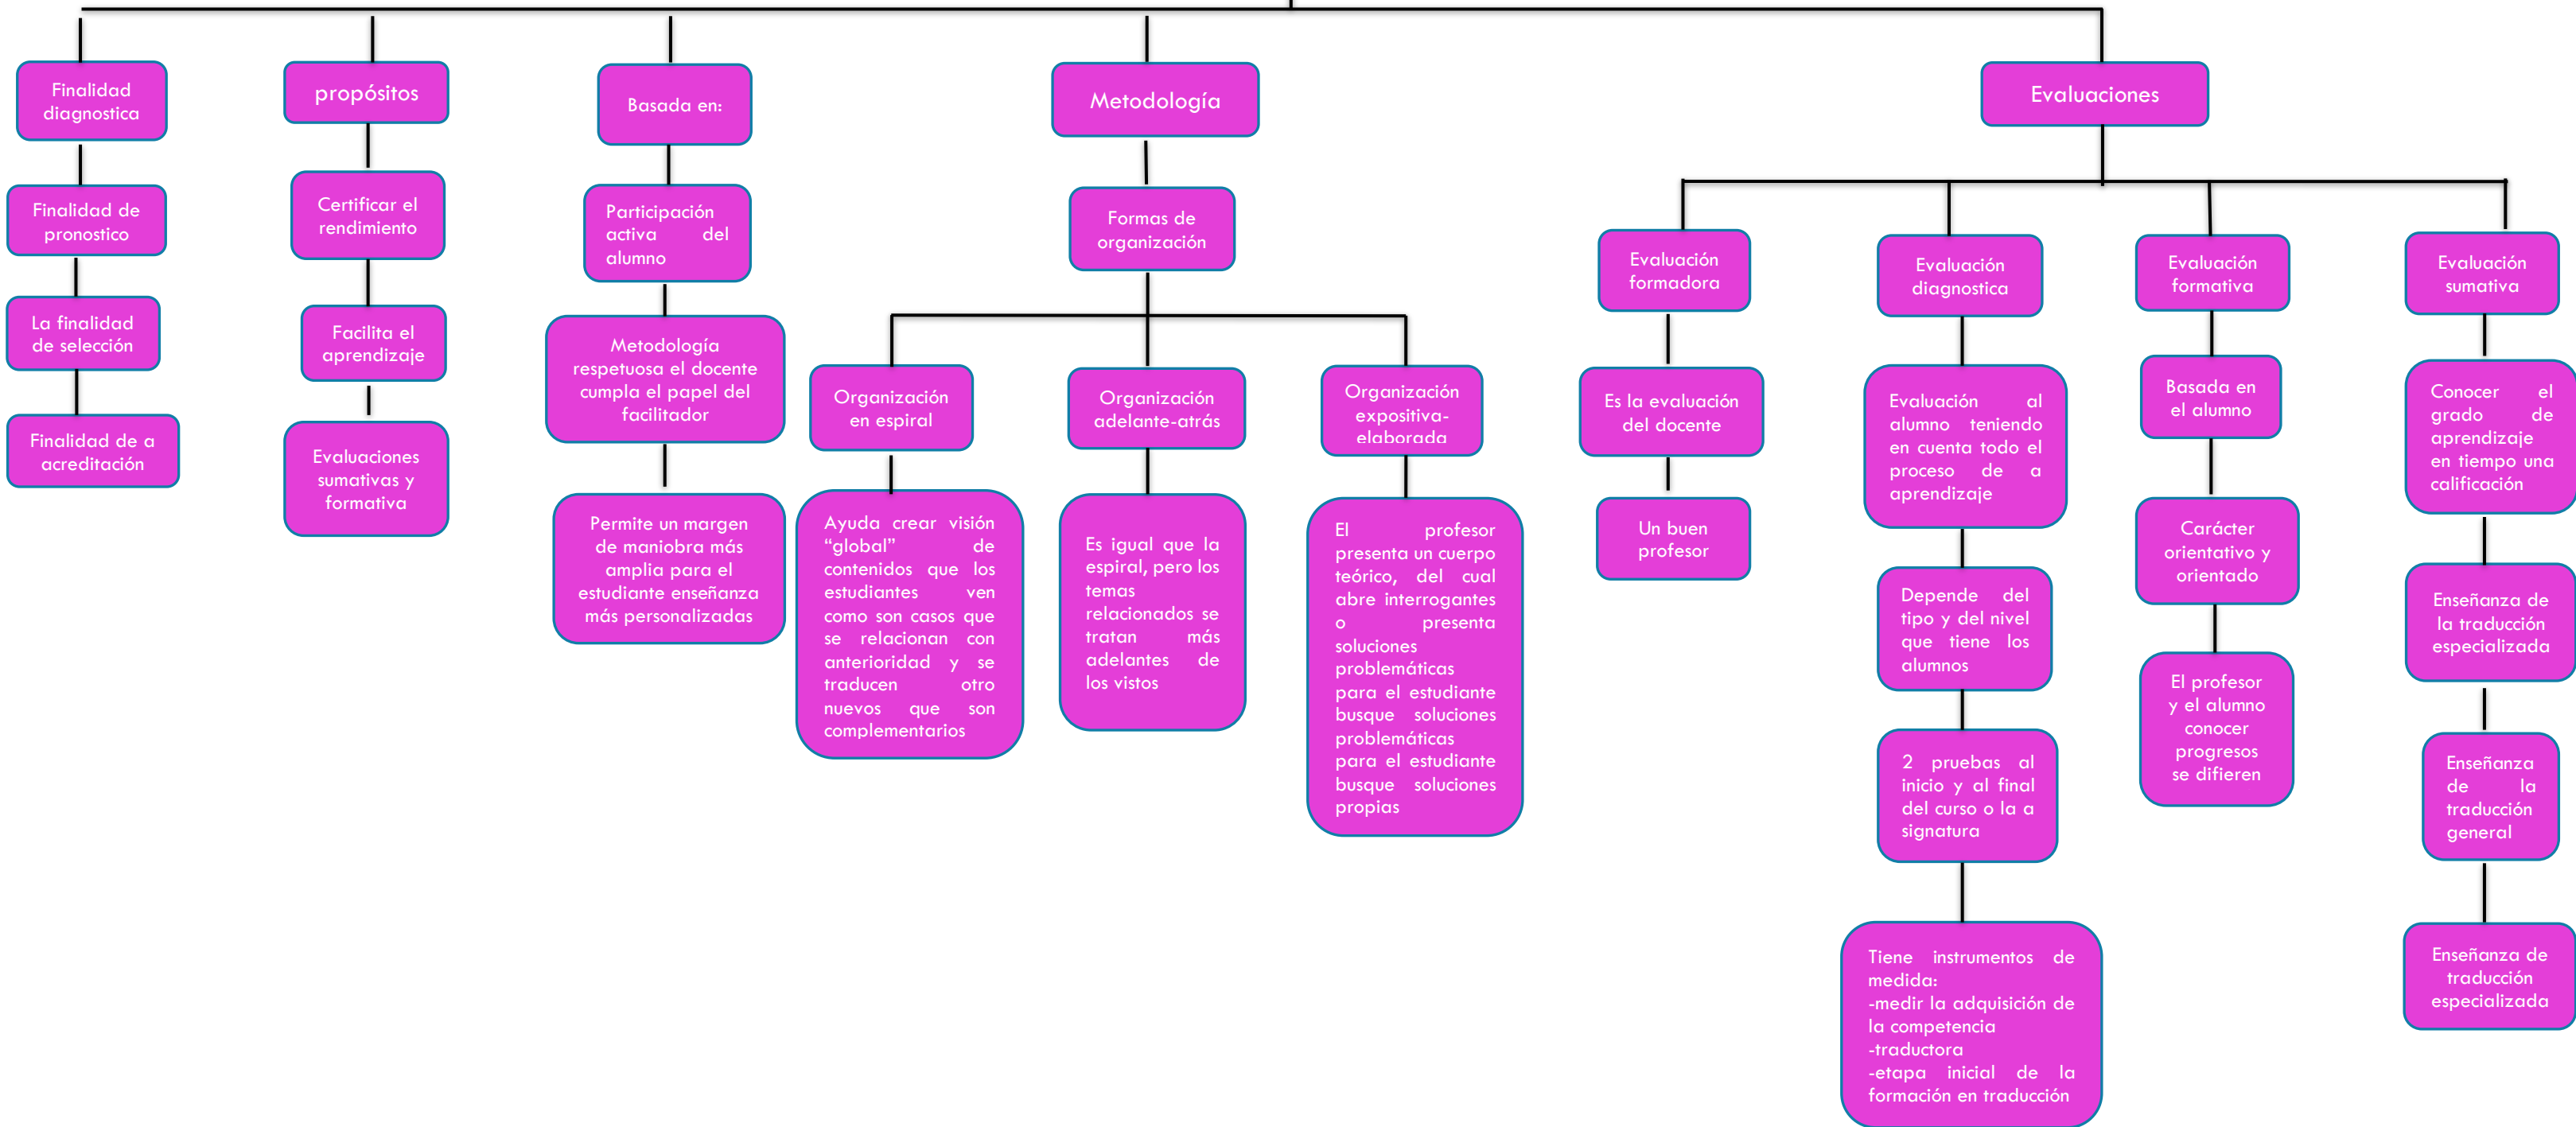 Finalidad
diagnostica
Finalidad de
pronostico
La finalidad
de selección
Finalidad de a
acreditación
propósitos
Certificar el
rendimiento
Facilita el
aprendizaje
Evaluaciones
sumativas y
formativa
Basada en:
Participación
activa del
alumno
Metodología
respetuosa el docente
cumpla el papel del
facilitador
Permite un margen
de maniobra más
amplia para el
estudiante enseñanza
más personalizadas
Metodología
Formas de
organización
Organización
en espiral
Ayuda crear visión
“global” de
contenidos que los
estudiantes ven
como son casos que
se relacionan con
anterioridad y se
traducen otro
nuevos que son
complementarios
Organización
adelante-atrás
Es igual que la
espiral, pero los
temas
relacionados se
tratan más
adelantes de
los vistos
Organización
expositiva-
elaborada
El profesor
presenta un cuerpo
teórico, del cual
abre interrogantes
o presenta
soluciones
problemáticas
para el estudiante
busque soluciones
problemáticas
para el estudiante
busque soluciones
propias
Evaluaciones
Evaluación
formadora
Es la evaluación
del docente
Un buen
profesor
Evaluación
diagnostica
Evaluación al
alumno teniendo
en cuenta todo el
proceso de a
aprendizaje
Depende del
tipo y del nivel
que tiene los
alumnos
2 pruebas al
inicio y al final
del curso o la a
signatura
Tiene instrumentos de
medida:
-medir la adquisición de
la competencia
-traductora
-etapa inicial de la
formación en traducción
Evaluación
formativa
Basada en
el alumno
Carácter
orientativo y
orientado
El profesor
y el alumno
conocer
progresos
se difieren
Evaluación
sumativa
Conocer el
grado de
aprendizaje
en tiempo una
calificación
Enseñanza de
la traducción
especializada
Enseñanza
de la
traducción
general
Enseñanza de
traducción
especializada